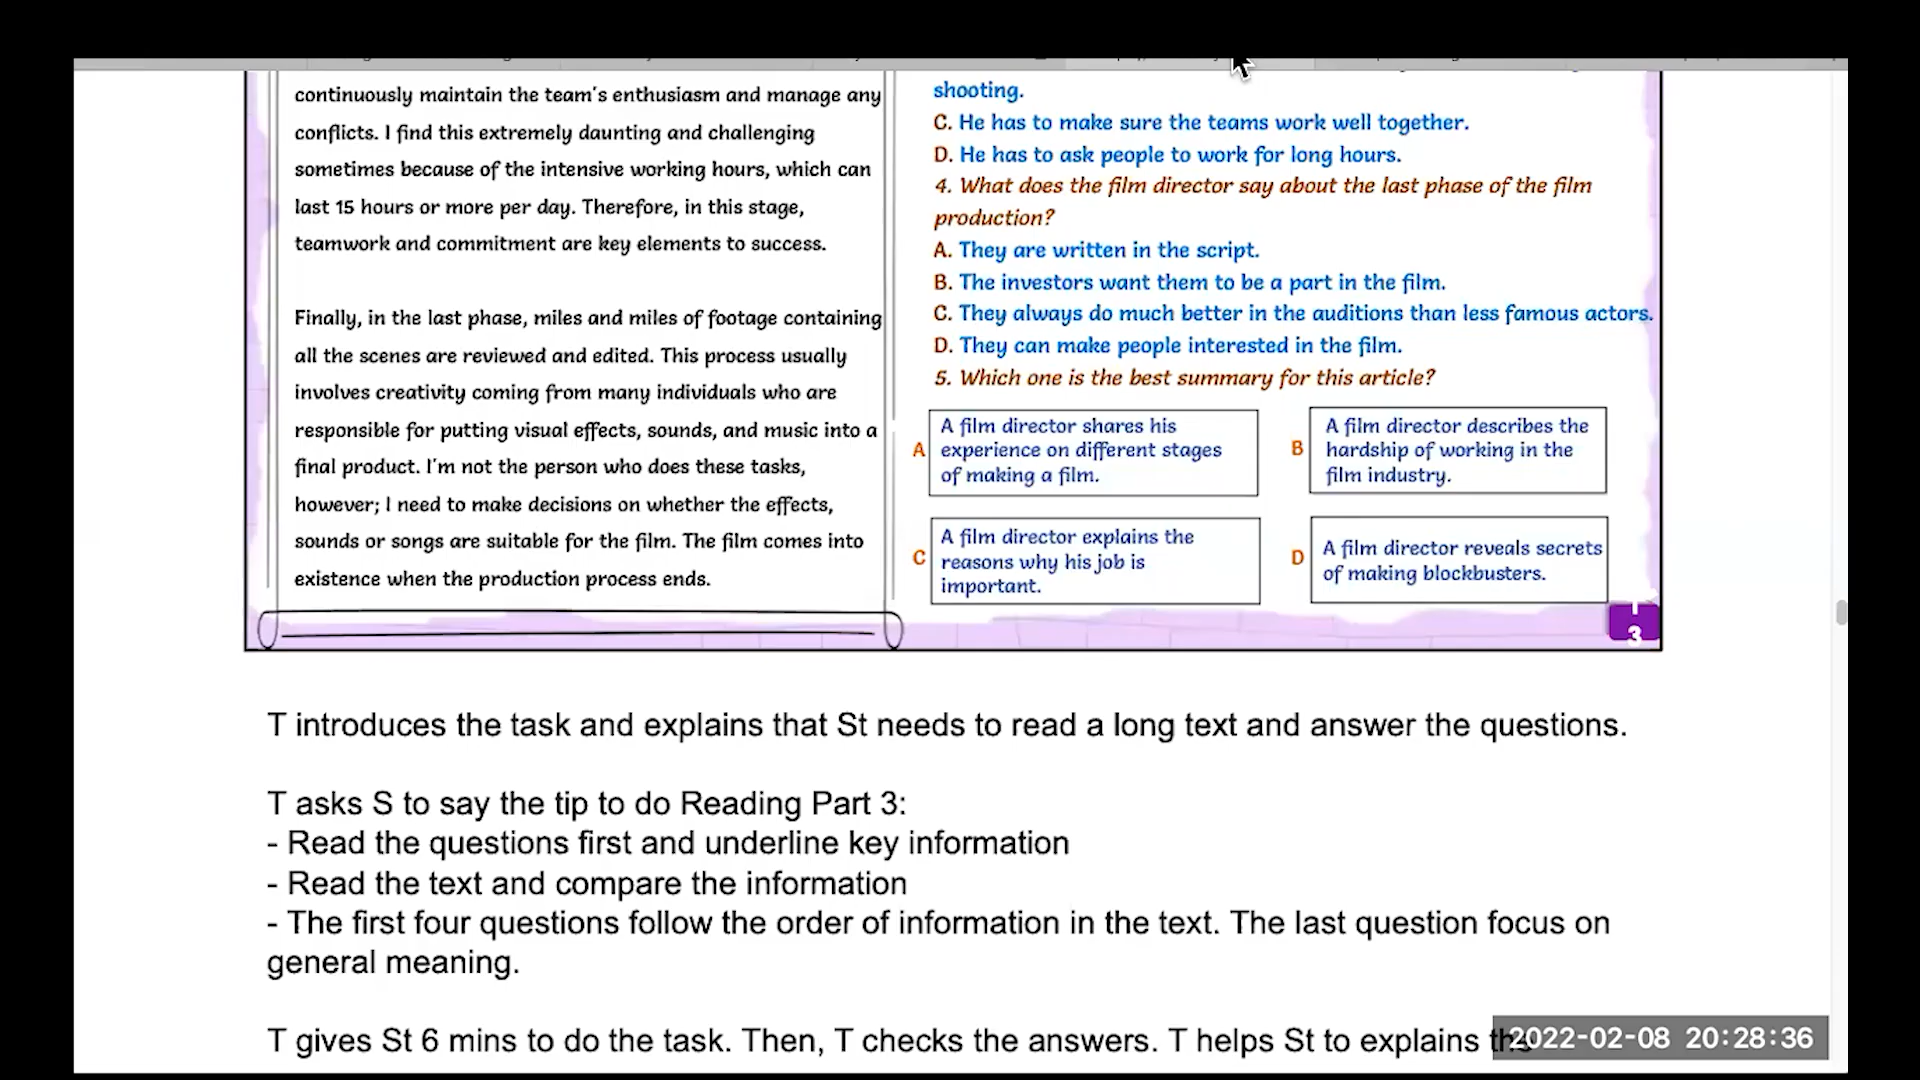 continuously maintain the team's enthusiasm and manage any
conflicts. I find this extremely daunting and challenging
sometimes because of the intensive working hours, which can
last 15 hours or more per day. Therefore, in this stage,
teamwork and commitment are key elements to success.
Finally, in the last phase, miles and miles of footage containing
all the scenes are reviewed and edited. This process usually
involves creativity coming from many individuals who are
responsible for putting visual effects, sounds, and music into a
final product. I'm not the person who does these tasks,
however; I need to make decisions on whether the effects,
sounds or songs are suitable for the film. The film comes into
existence when the production process ends.
shooting.
C. He has to make sure the teams work well together.
D. He has to ask people to work for long hours.
4. What does the film director say about the last phase of the film
production?
A. They are written in the script.
B. The investors want them to be a part in the film.
C. They always do much better in the auditions than less famous actors.
D. They can make people interested in the film.
5. Which one is the best summary for this article?
A
A film director shares his
experience on different stages
of making a film.
B
A film director describes the
hardship of working in the
film industry.
C
A film director explains the
reasons why his job is
important.
D
A film director reveals secrets
of making blockbusters.
3
T introduces the task and explains that St needs to read a long text and answer the questions.
T asks S to say the tip to do Reading Part 3:
- Read the questions first and underline key information
- Read the text and compare the information
- The first four questions follow the order of information in the text. The last question focus on
general meaning.
T gives St 6 mins to do the task. Then, T checks the answers. T helps St to explains the
2022-02-08 20:28:36